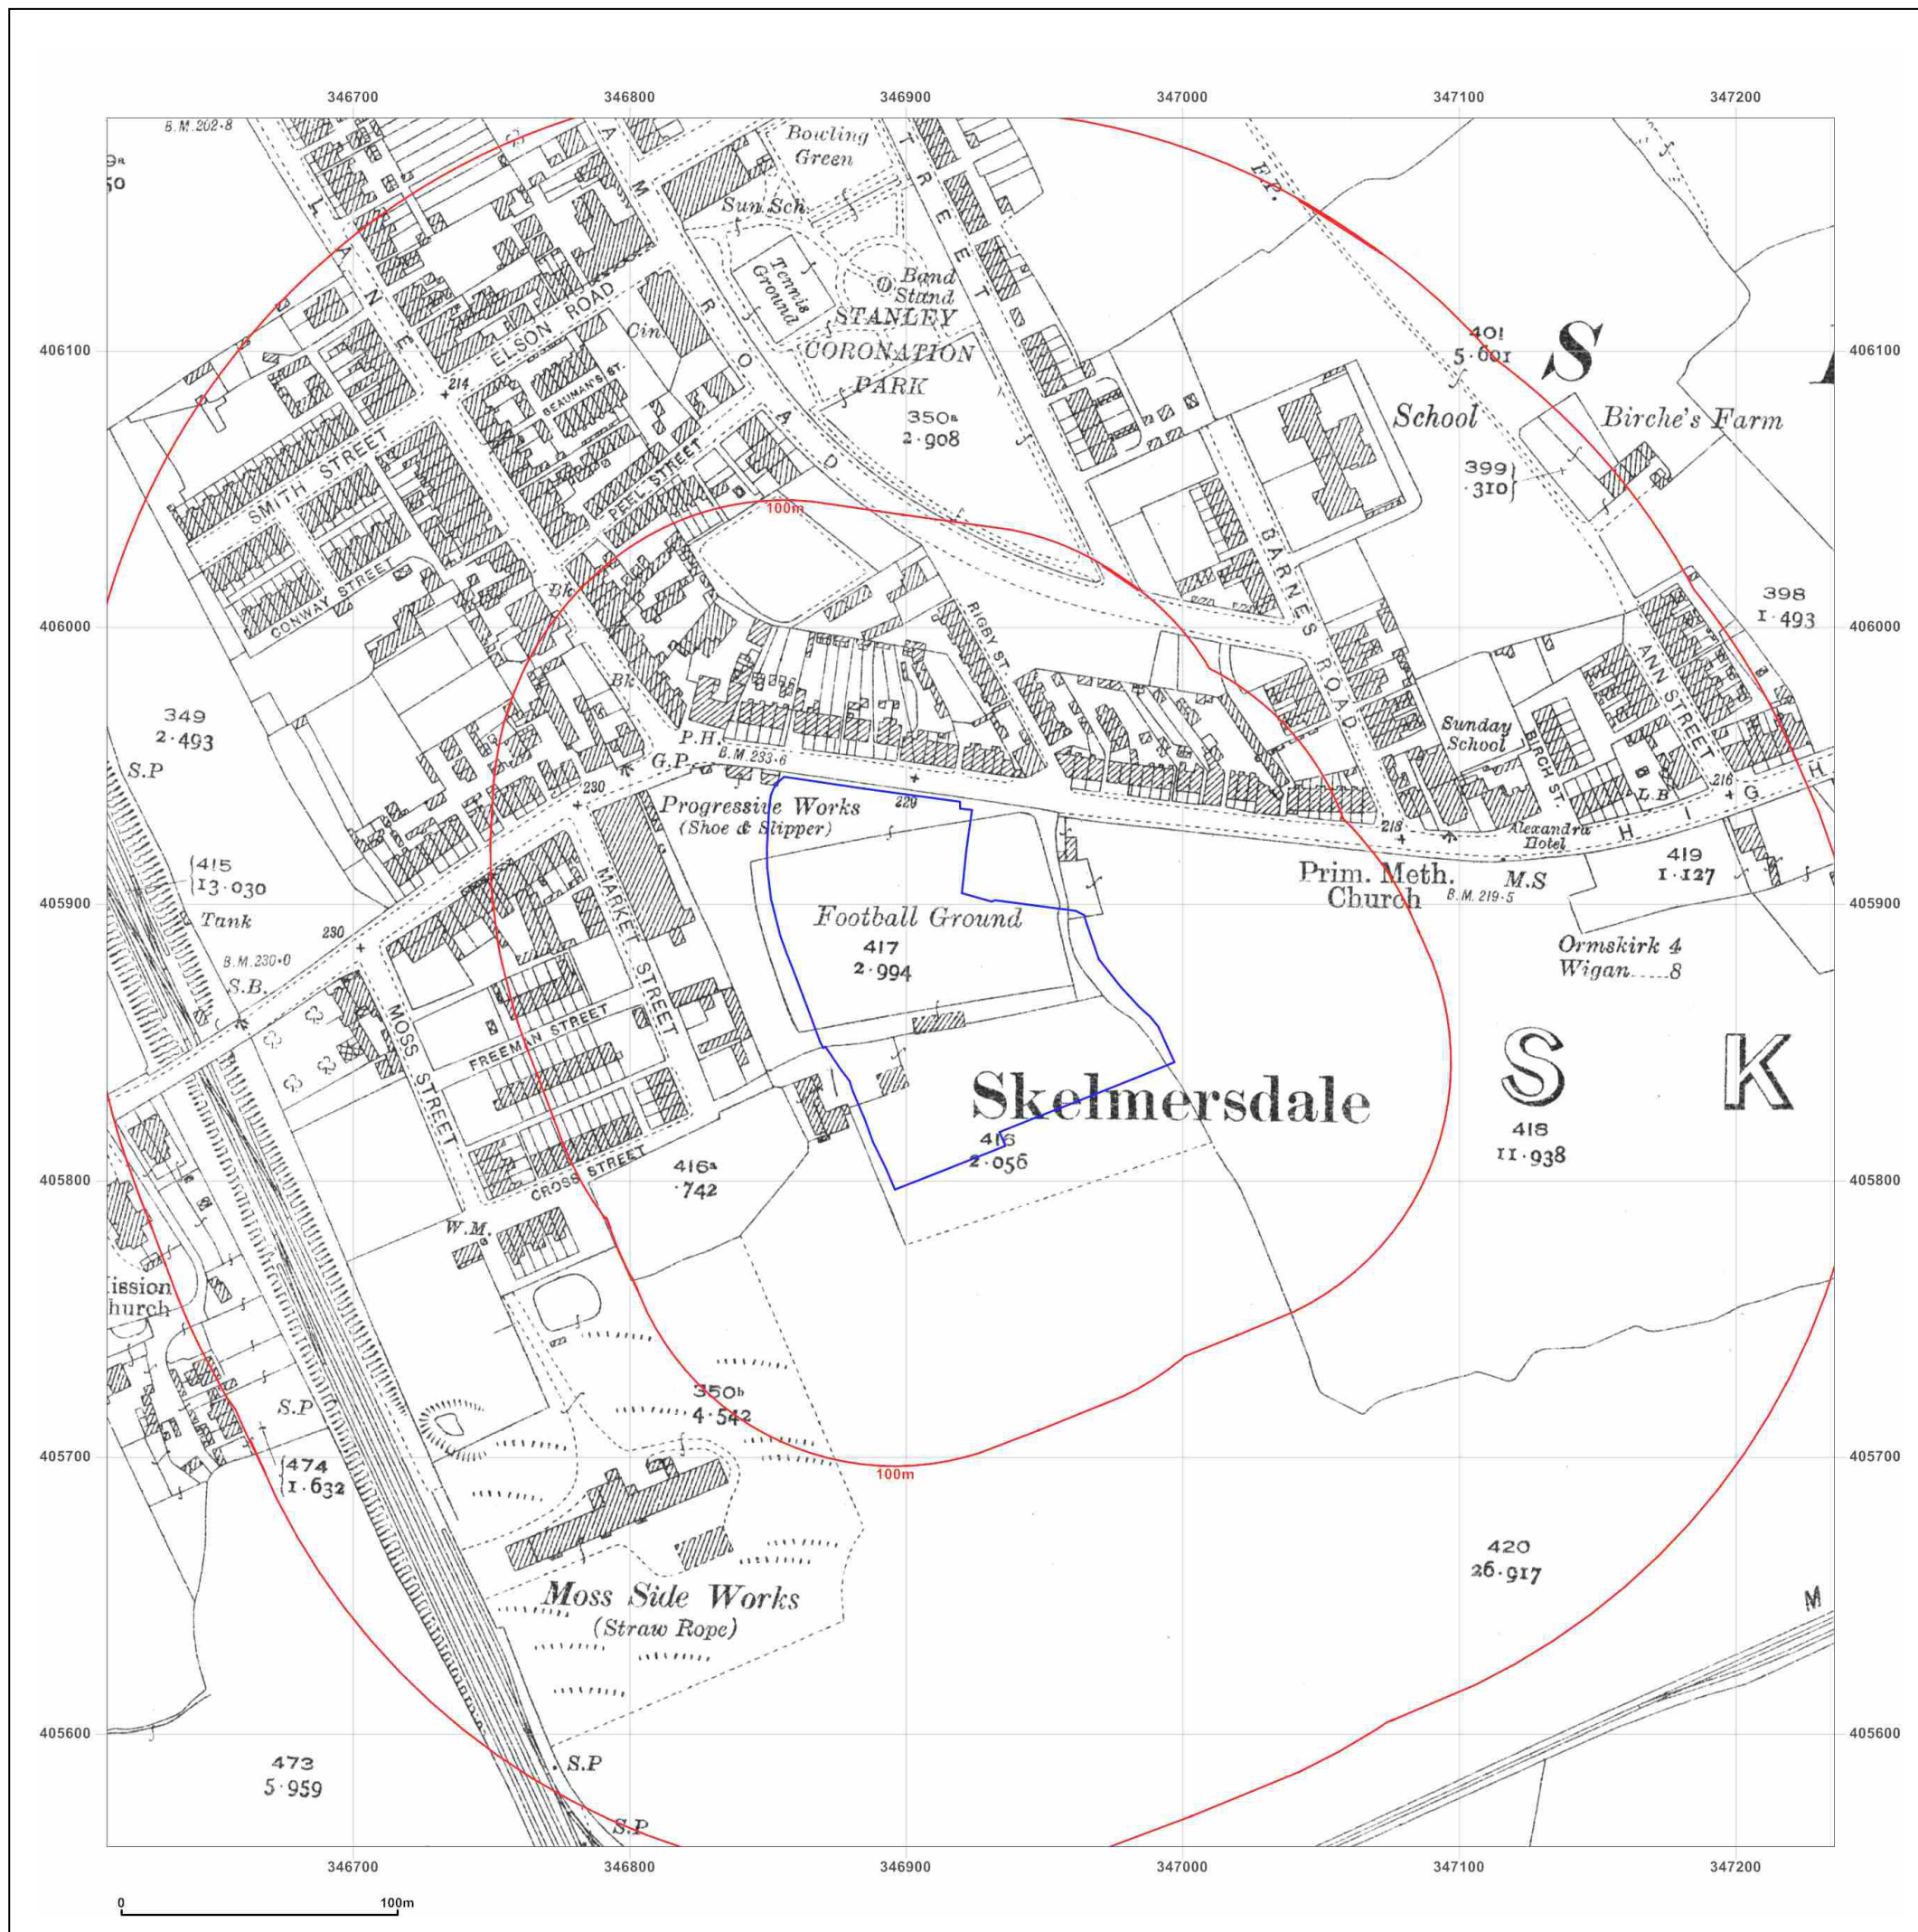 346700 346800 346900 347000 347100 347200
B.M.202·8
Bowling
Green
F.P.
LANE
STREET
Sun.Sch.
Tennis
Ground
Band
Stand
STANLEY
CORONATION
PARK
350a
2·908
ELSON ROAD
Cin.
BEAUMAN'S ST.
406100
406100
401
5·601
S
214
School
Birche's Farm
399
·310
SMITH STREET
PEEL STREET
ROAD
100m
CONWAY STREET
Bk.
BARNES ROAD
RIGBY ST.
398
1·493
406000
406000
Bk.
ANN STREET
349
2·493
Sunday
School
BIRCH ST.
S.P
P.H.
B.M.233·6
G.P.
216
L.B
230
229
Progressive Works
(Shoe & Slipper)
218
Alexandra
Hotel
HIGH
415
13·030
Tank
419
1·127
Prim. Meth.
Church
M.S
B.M.219·5
405900
405900
Football Ground
417
2·994
MARKET STREET
230
B.M.230·0
S.B.
Ormskirk 4
Wigan.....8
MOSS STREET
FREEMAN STREET
Skelmersdale
S K
416
2·056
418
11·938
CROSS STREET
416a
·742
405800
405800
W.M.
ission
hurch
350b
4·542
S.P
405700
405700
474
1·632
100m
420
26·917
Moss Side Works
(Straw Rope)
M
405600
405600
473
5·959
S.P
S.P
346700 346800 346900 347000 347100 347200
0 100m